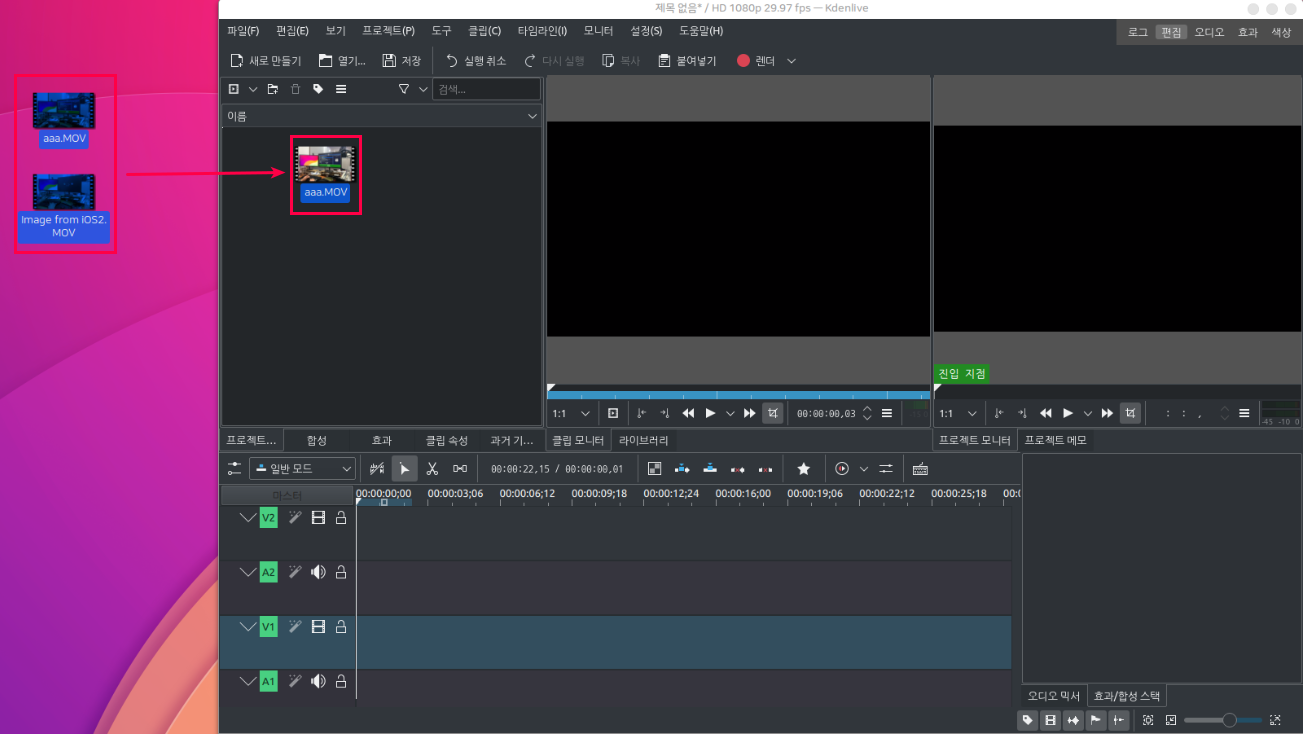 제목 없음* / HD 1080p 29.97 fps — Kdenlive
파일(F) 편집(E) 보기 프로젝트(P) 도구 클립(C) 타임라인(I) 모니터 설정(S) 도움말(H)
로그 편집 오디오 효과 색상
새로 만들기 열기... 저장 실행 취소 다시 실행 복사 붙여넣기 렌더
검색...
이름
aaa.MOV
Image from iOS2.
MOV
aaa.MOV
진입 지점
1:1 00:00:00,03
1:1 : : ,
-45 -10 0
프로젝트... 합성 효과 클립 속성 과거 기... 클립 모니터 라이브러리
프로젝트 모니터 프로젝트 메모
일반 모드 00:00:22,15 / 00:00:00,01
마스터
00:00:00;00 00:00:03;06 00:00:06;12 00:00:09;18 00:00:12;24 00:00:16;00 00:00:19;06 00:00:22;12 00:00:25;18 00:0
V2
A2
V1
A1
오디오 믹서 효과/합성 스택